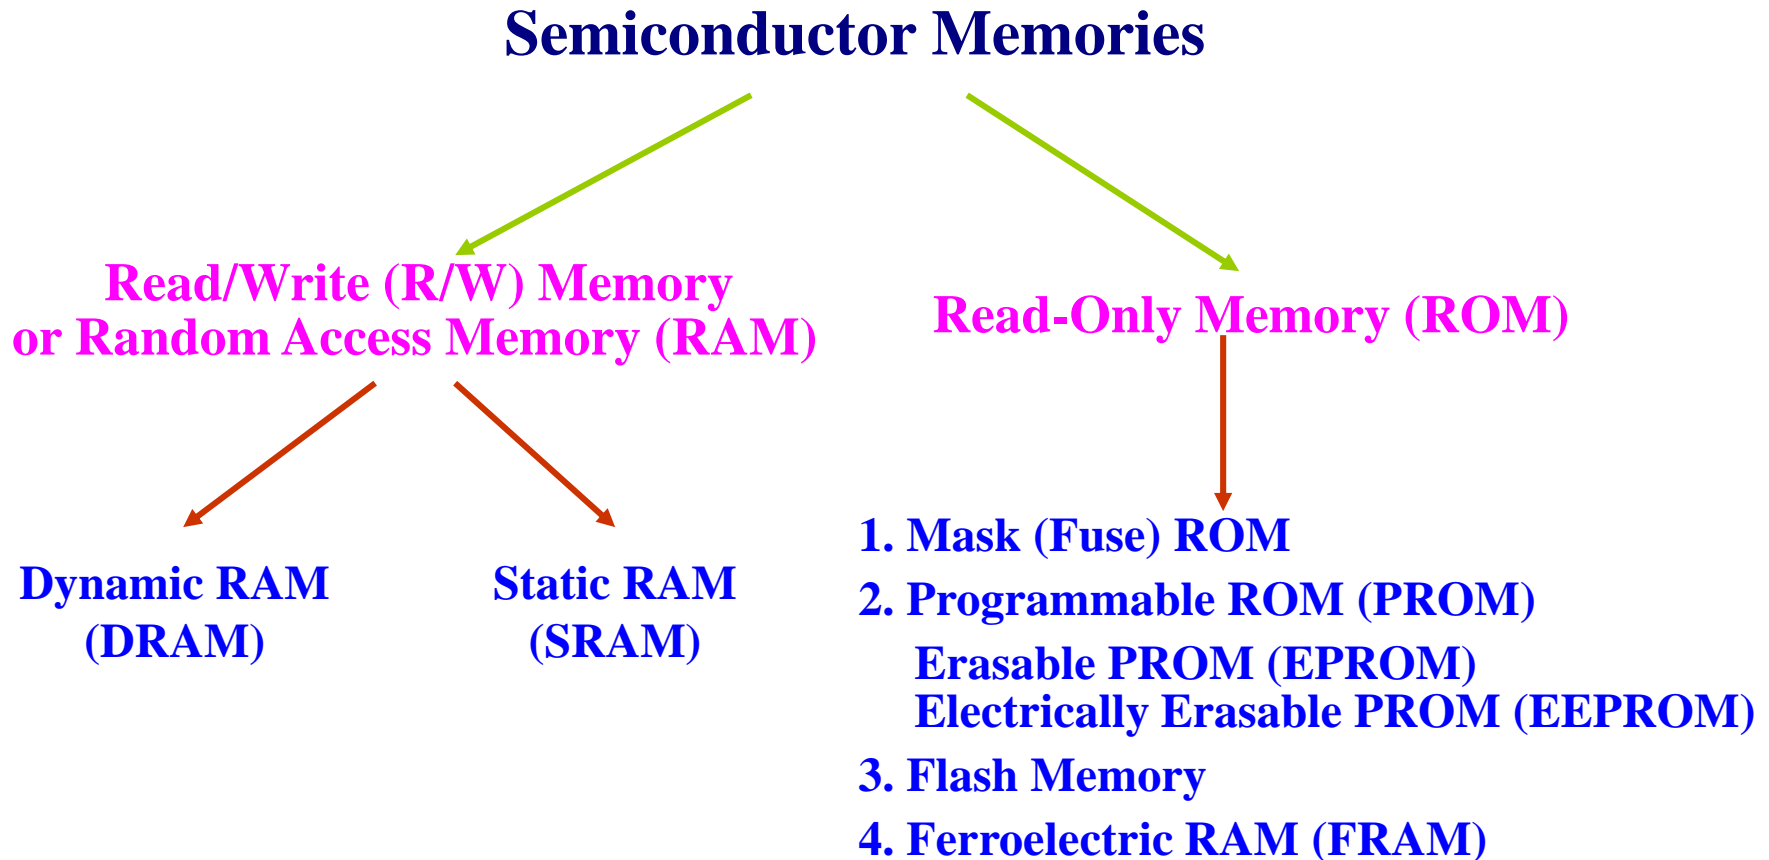 Semiconductor Memories
Read/Write (R/W) Memory
or Random Access Memory (RAM)
Read-Only Memory (ROM)
Dynamic RAM
(DRAM)
Static RAM
(SRAM)
1. Mask (Fuse) ROM
2. Programmable ROM (PROM)
Erasable PROM (EPROM)
Electrically Erasable PROM (EEPROM)
3. Flash Memory
4. Ferroelectric RAM (FRAM)